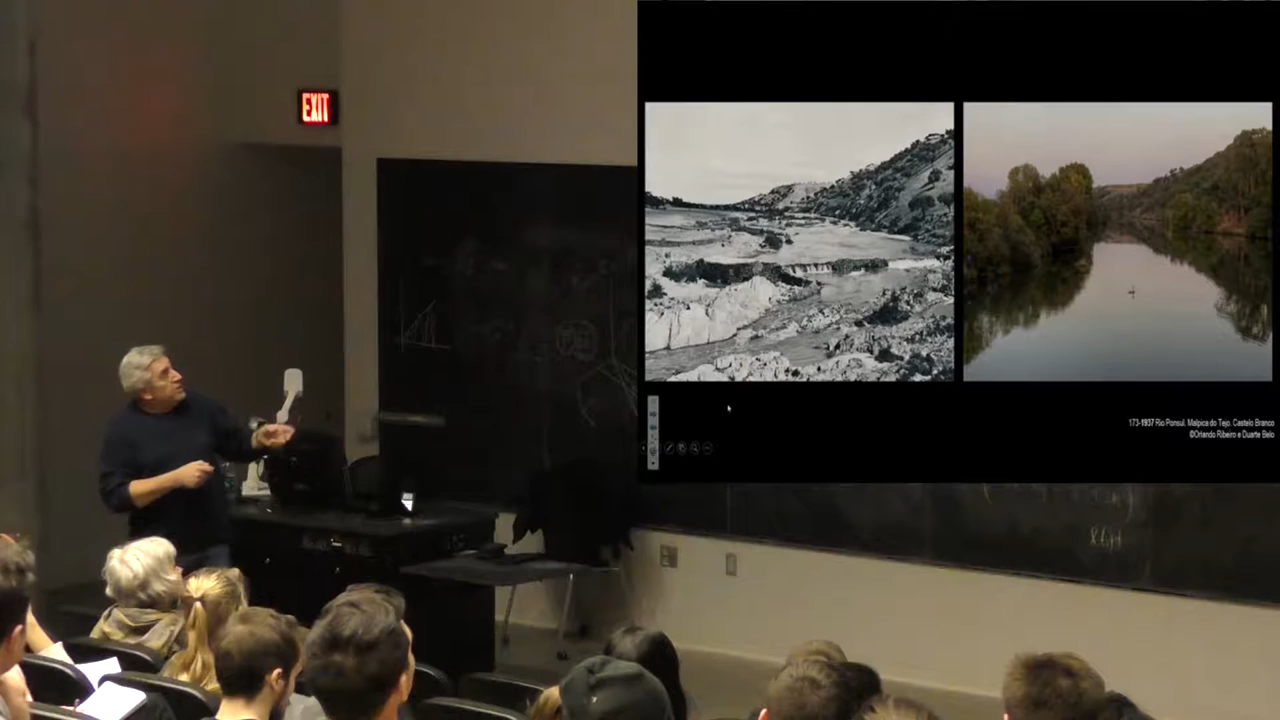 EXIT
173-1937 Rio Ponsul. Malpica do Tejo. Castelo Branco
©Orlando Ribeiro e Duarte Belo